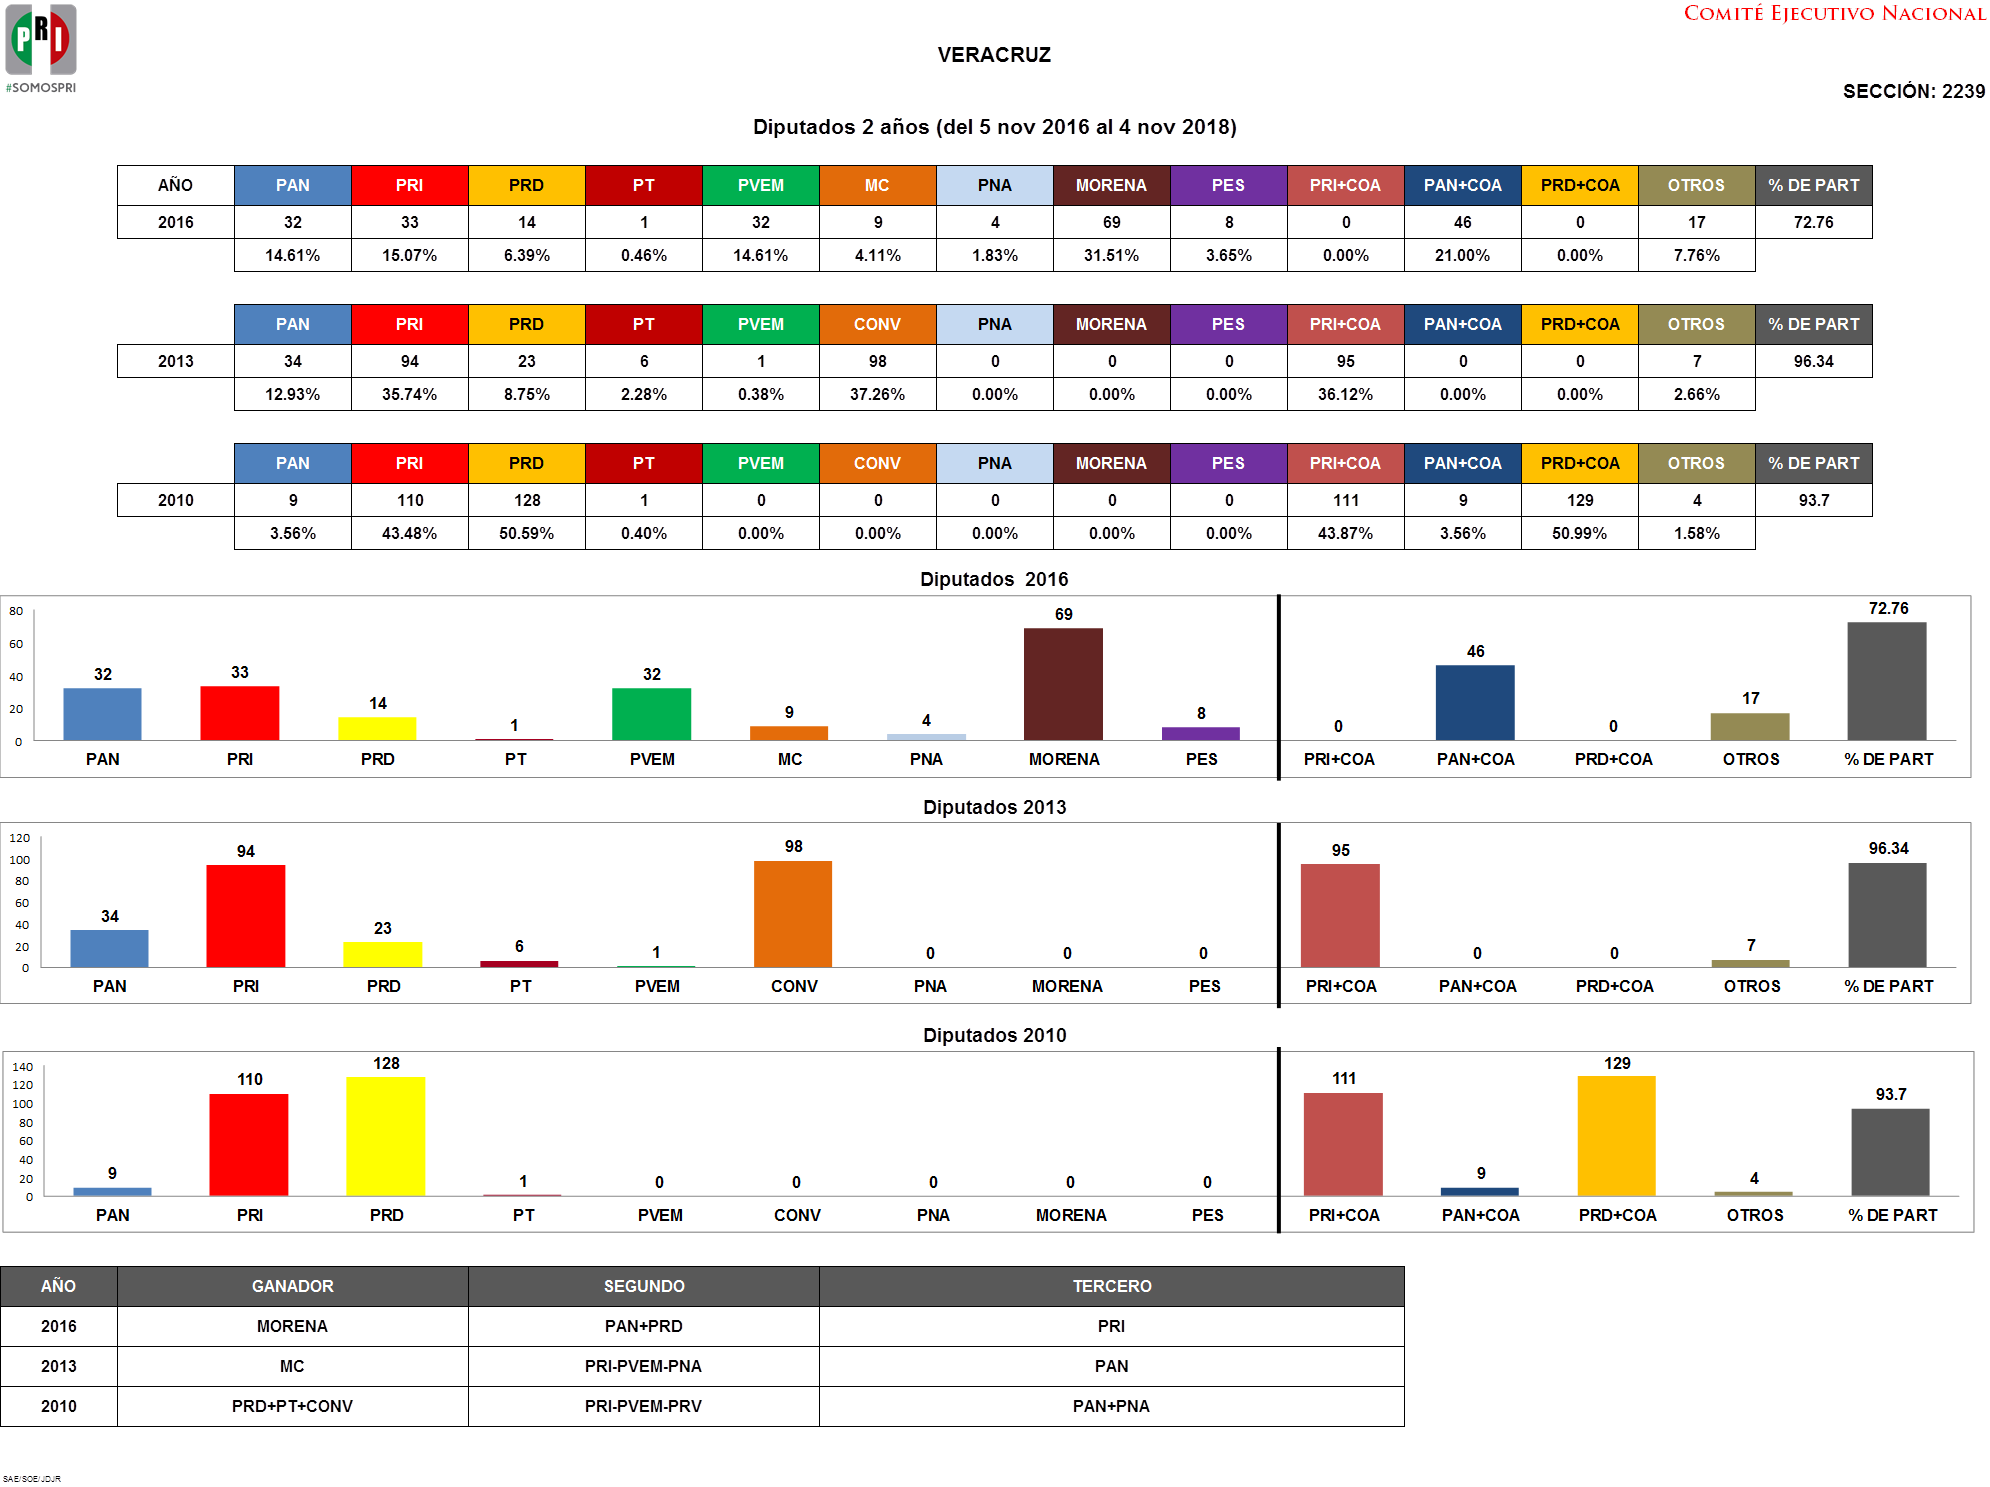 PRI
#SOMOSPRI
COMITÉ EJECUTIVO NACIONAL
VERACRUZ
SECCIÓN: 2239
Diputados 2 años (del 5 nov 2016 al 4 nov 2018)
AÑO PAN PRI PRD PT PVEM MC PNA MORENA PES PRI+COA PAN+COA PRD+COA OTROS % DE PART
2016 32 33 14 1 32 9 4 69 8 0 46 0 17 72.76
14.61% 15.07% 6.39% 0.46% 14.61% 4.11% 1.83% 31.51% 3.65% 0.00% 21.00% 0.00% 7.76%
PAN PRI PRD PT PVEM CONV PNA MORENA PES PRI+COA PAN+COA PRD+COA OTROS % DE PART
2013 34 94 23 6 1 98 0 0 0 95 0 0 7 96.34
12.93% 35.74% 8.75% 2.28% 0.38% 37.26% 0.00% 0.00% 0.00% 36.12% 0.00% 0.00% 2.66%
PAN PRI PRD PT PVEM CONV PNA MORENA PES PRI+COA PAN+COA PRD+COA OTROS % DE PART
2010 9 110 128 1 0 0 0 0 0 111 9 129 4 93.7
3.56% 43.48% 50.59% 0.40% 0.00% 0.00% 0.00% 0.00% 0.00% 43.87% 3.56% 50.99% 1.58%
Diputados 2016
80
60
40
20
0
32 33 14 1 32 9 4 69 8 0 46 0 17 72.76
PAN PRI PRD PT PVEM MC PNA MORENA PES PRI+COA PAN+COA PRD+COA OTROS % DE PART
Diputados 2013
120
100
80
60
40
20
0
34 94 23 6 1 98 0 0 0 95 0 0 7 96.34
PAN PRI PRD PT PVEM CONV PNA MORENA PES PRI+COA PAN+COA PRD+COA OTROS % DE PART
Diputados 2010
140
120
100
80
60
40
20
0
9 110 128 1 0 0 0 0 0 111 9 129 4 93.7
PAN PRI PRD PT PVEM CONV PNA MORENA PES PRI+COA PAN+COA PRD+COA OTROS % DE PART
AÑO GANADOR SEGUNDO TERCERO
2016 MORENA PAN+PRD PRI
2013 MC PRI-PVEM-PNA PAN
2010 PRD+PT+CONV PRI-PVEM-PRV PAN+PNA
SAE/SOE/JDJR